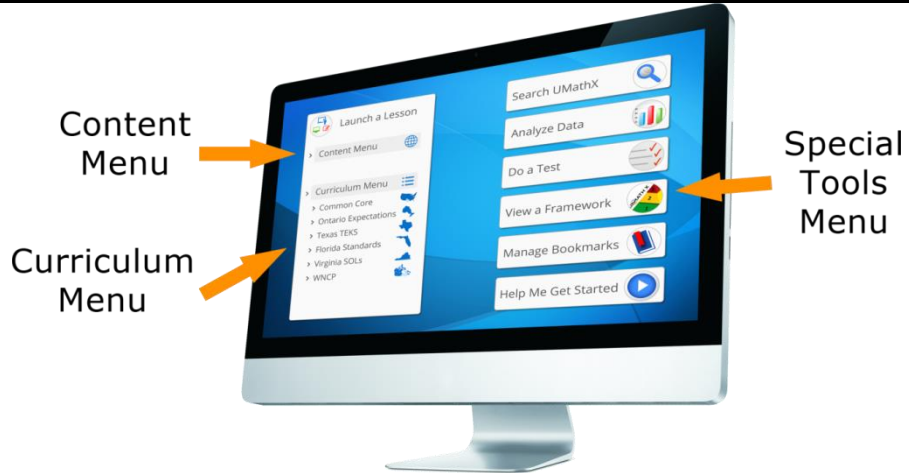 Content
Menu
Curriculum
Menu
Launch a Lesson
> Content Menu
> Curriculum Menu
> Common Core
> Ontario Expectations
> Texas TEKS
> Florida Standards
> Virginia SOLs
> WNCP
Search UMathX
Analyze Data
Do a Test
View a Framework
Manage Bookmarks
Help Me Get Started
Special
Tools
Menu